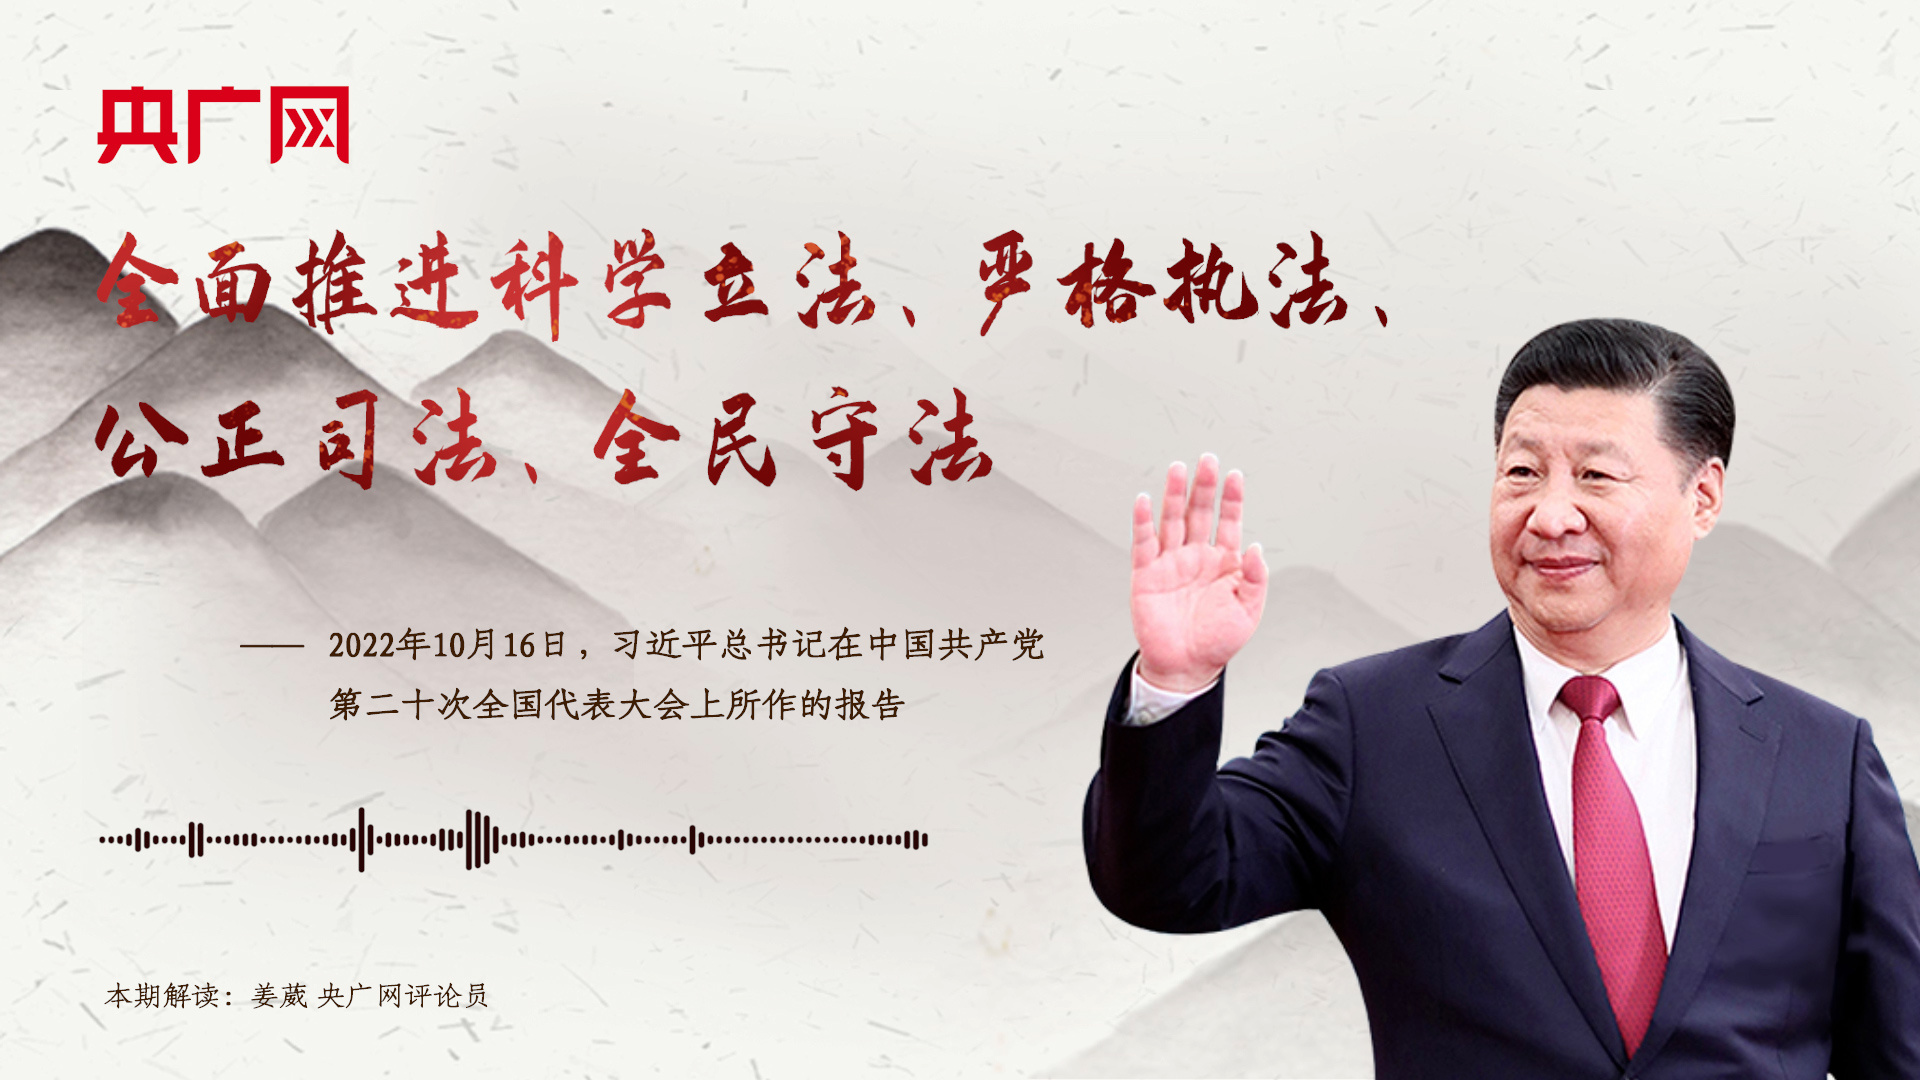 央广网
全面推进科学立法、严格执法、
公正司法、全民守法
—— 2022年10月16日，习近平总书记在中国共产党
第二十次全国代表大会上所作的报告
本期解读：姜葳 央广网评论员